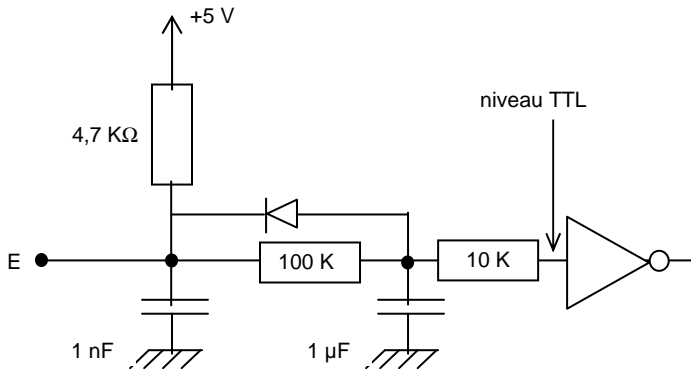 +5 V
niveau TTL
4,7 KΩ
E
100 K
10 K
1 nF
1 µF